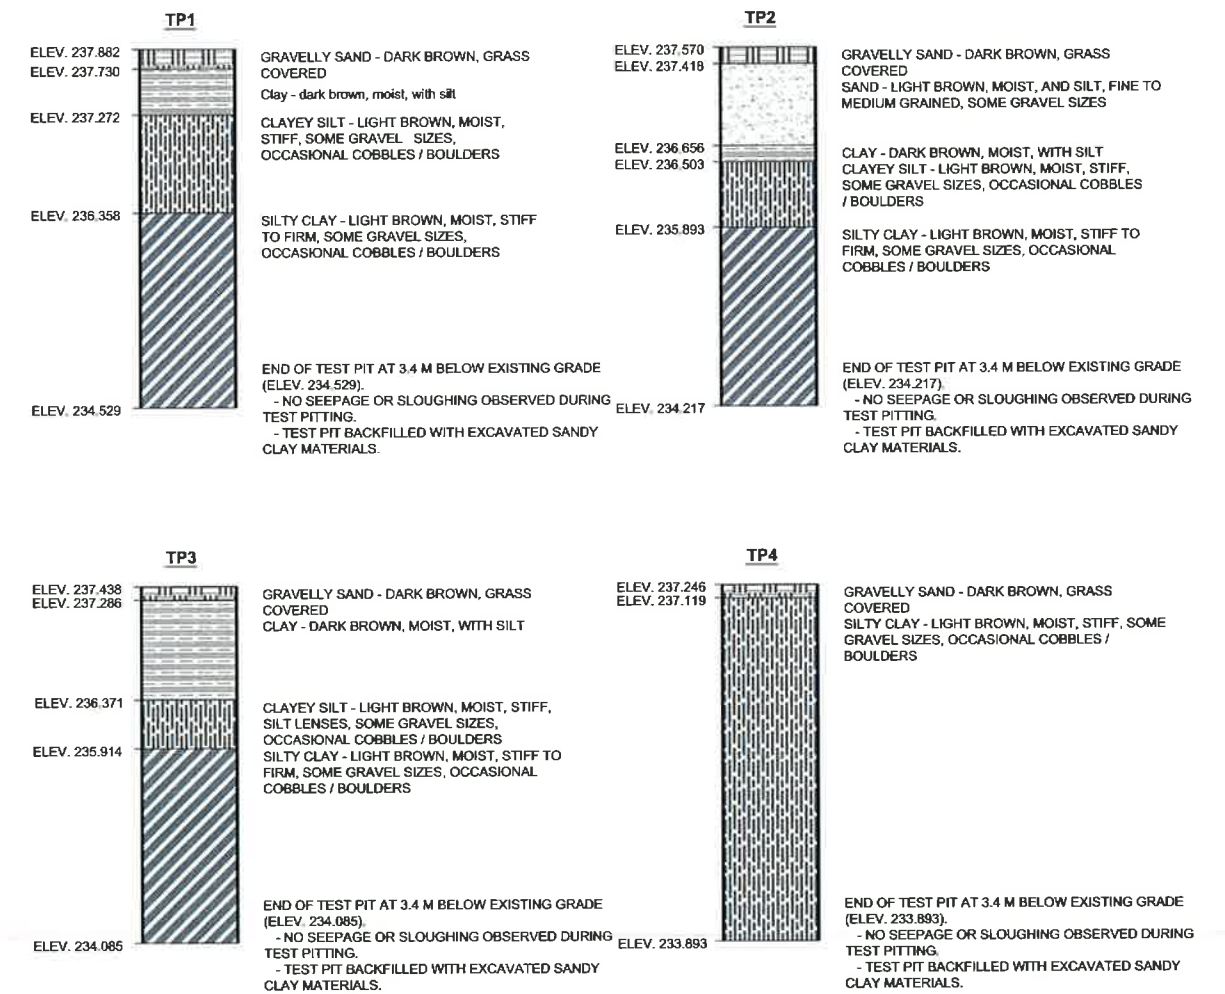 TP1
ELEV. 237.882
GRAVELLY SAND - DARK BROWN, GRASS
COVERED
ELEV. 237.730
Clay - dark brown, moist, with silt
ELEV. 237.272
CLAYEY SILT - LIGHT BROWN, MOIST,
STIFF, SOME GRAVEL SIZES,
OCCASIONAL COBBLES / BOULDERS
ELEV. 236.358
SILTY CLAY - LIGHT BROWN, MOIST, STIFF
TO FIRM, SOME GRAVEL SIZES,
OCCASIONAL COBBLES / BOULDERS
END OF TEST PIT AT 3.4 M BELOW EXISTING GRADE
(ELEV. 234.529).
- NO SEEPAGE OR SLOUGHING OBSERVED DURING
ELEV. 234.529
TEST PITTING.
- TEST PIT BACKFILLED WITH EXCAVATED SANDY
CLAY MATERIALS.
TP2
ELEV. 237.570
GRAVELLY SAND - DARK BROWN, GRASS
COVERED
ELEV. 237.418
SAND - LIGHT BROWN, MOIST, AND SILT, FINE TO
MEDIUM GRAINED, SOME GRAVEL SIZES
ELEV. 236.656
CLAY - DARK BROWN, MOIST, WITH SILT
ELEV. 236.503
CLAYEY SILT - LIGHT BROWN, MOIST, STIFF,
SOME GRAVEL SIZES, OCCASIONAL COBBLES
/ BOULDERS
ELEV. 235.893
SILTY CLAY - LIGHT BROWN, MOIST, STIFF TO
FIRM, SOME GRAVEL SIZES, OCCASIONAL
COBBLES / BOULDERS
END OF TEST PIT AT 3.4 M BELOW EXISTING GRADE
(ELEV. 234.217).
- NO SEEPAGE OR SLOUGHING OBSERVED DURING
ELEV. 234.217
TEST PITTING.
- TEST PIT BACKFILLED WITH EXCAVATED SANDY
CLAY MATERIALS.
TP3
ELEV. 237.438
GRAVELLY SAND - DARK BROWN, GRASS
COVERED
ELEV. 237.286
CLAY - DARK BROWN, MOIST, WITH SILT
ELEV. 236.371
CLAYEY SILT - LIGHT BROWN, MOIST, STIFF,
SILT LENSES, SOME GRAVEL SIZES,
OCCASIONAL COBBLES / BOULDERS
ELEV. 235.914
SILTY CLAY - LIGHT BROWN, MOIST, STIFF TO
FIRM, SOME GRAVEL SIZES, OCCASIONAL
COBBLES / BOULDERS
END OF TEST PIT AT 3.4 M BELOW EXISTING GRADE
(ELEV. 234.085).
- NO SEEPAGE OR SLOUGHING OBSERVED DURING
ELEV. 234.085
TEST PITTING.
- TEST PIT BACKFILLED WITH EXCAVATED SANDY
CLAY MATERIALS.
TP4
ELEV. 237.246
GRAVELLY SAND - DARK BROWN, GRASS
COVERED
ELEV. 237.119
SILTY CLAY - LIGHT BROWN, MOIST, STIFF, SOME
GRAVEL SIZES, OCCASIONAL COBBLES /
BOULDERS
END OF TEST PIT AT 3.4 M BELOW EXISTING GRADE
(ELEV. 233.893).
- NO SEEPAGE OR SLOUGHING OBSERVED DURING
ELEV. 233.893
TEST PITTING.
- TEST PIT BACKFILLED WITH EXCAVATED SANDY
CLAY MATERIALS.